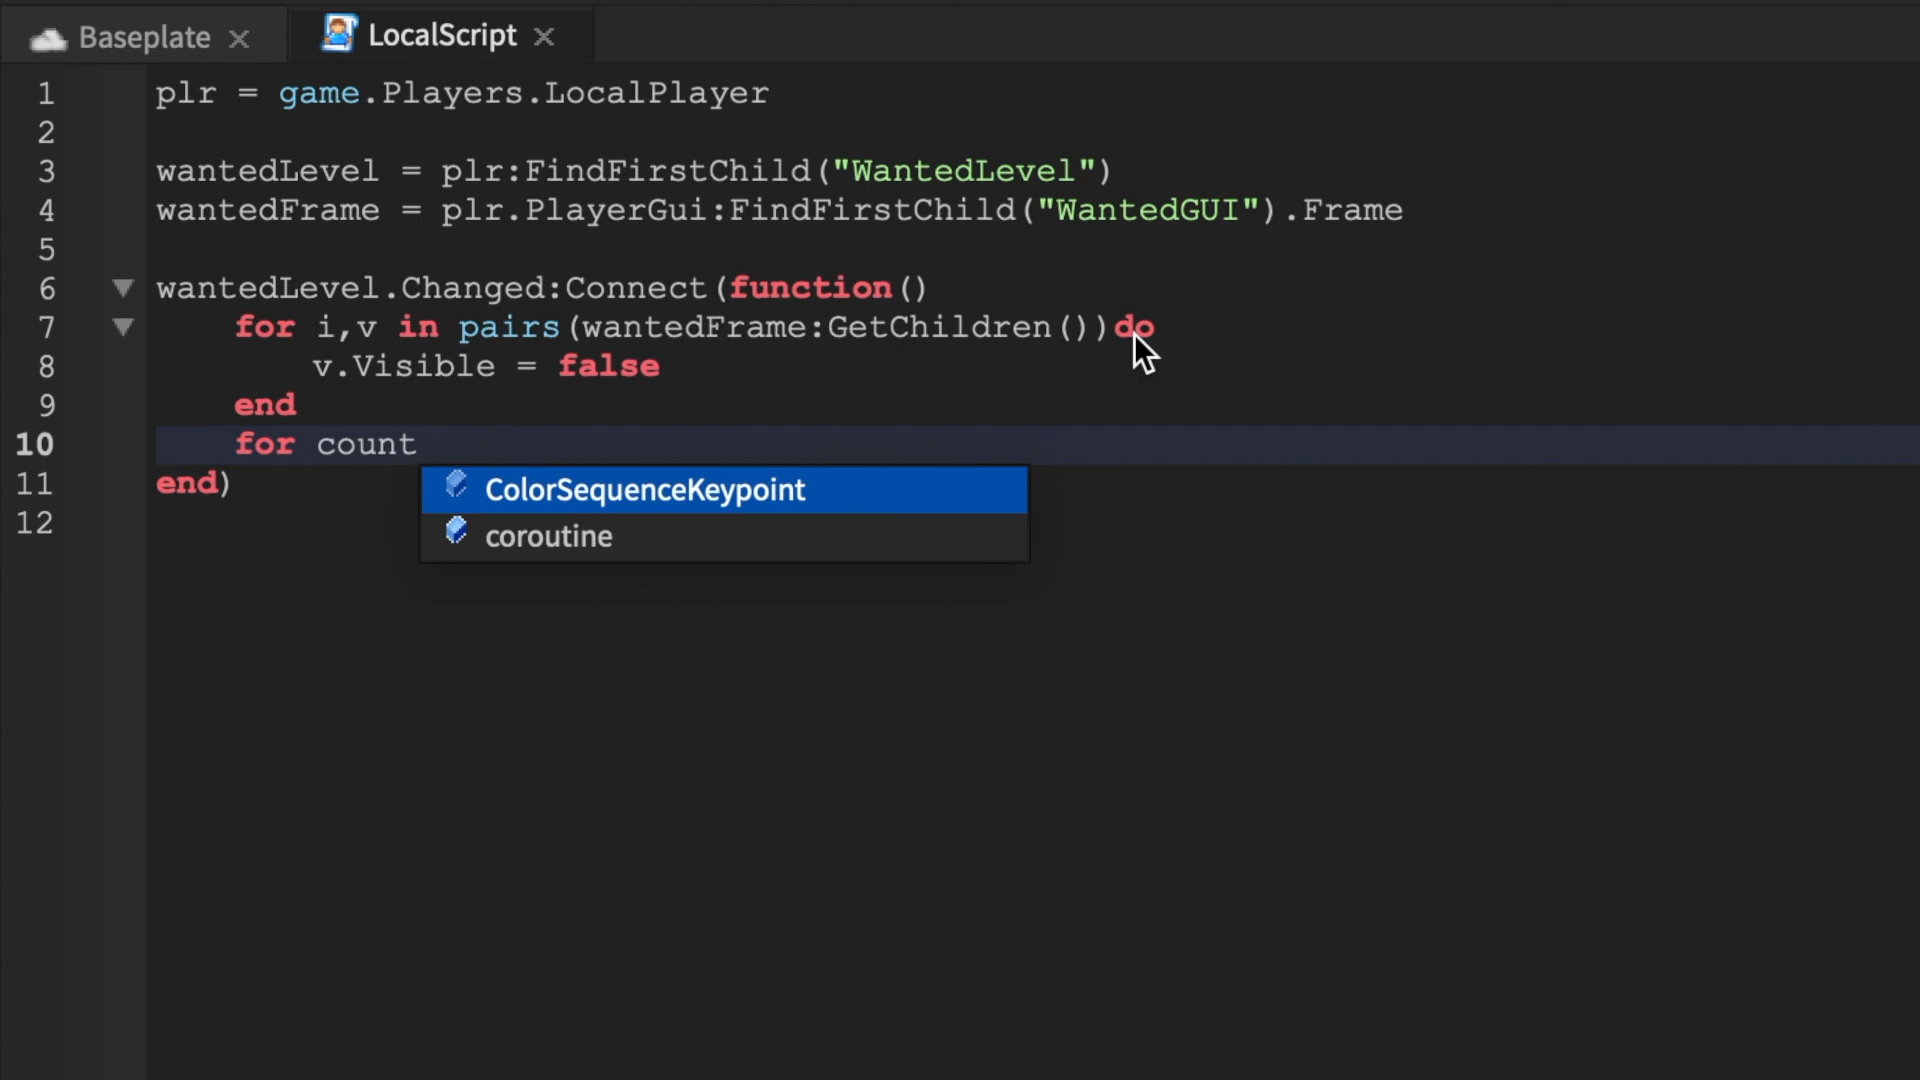 Baseplate × LocalScript ×
1 plr = game.Players.LocalPlayer
2
3 wantedLevel = plr:FindFirstChild("WantedLevel")
4 wantedFrame = plr.PlayerGui:FindFirstChild("WantedGUI").Frame
5
6 wantedLevel.Changed:Connect(function()
7 for i,v in pairs(wantedFrame:GetChildren())do
8 v.Visible = false
9 end
10 for count
11 end)
ColorSequenceKeypoint
12
coroutine